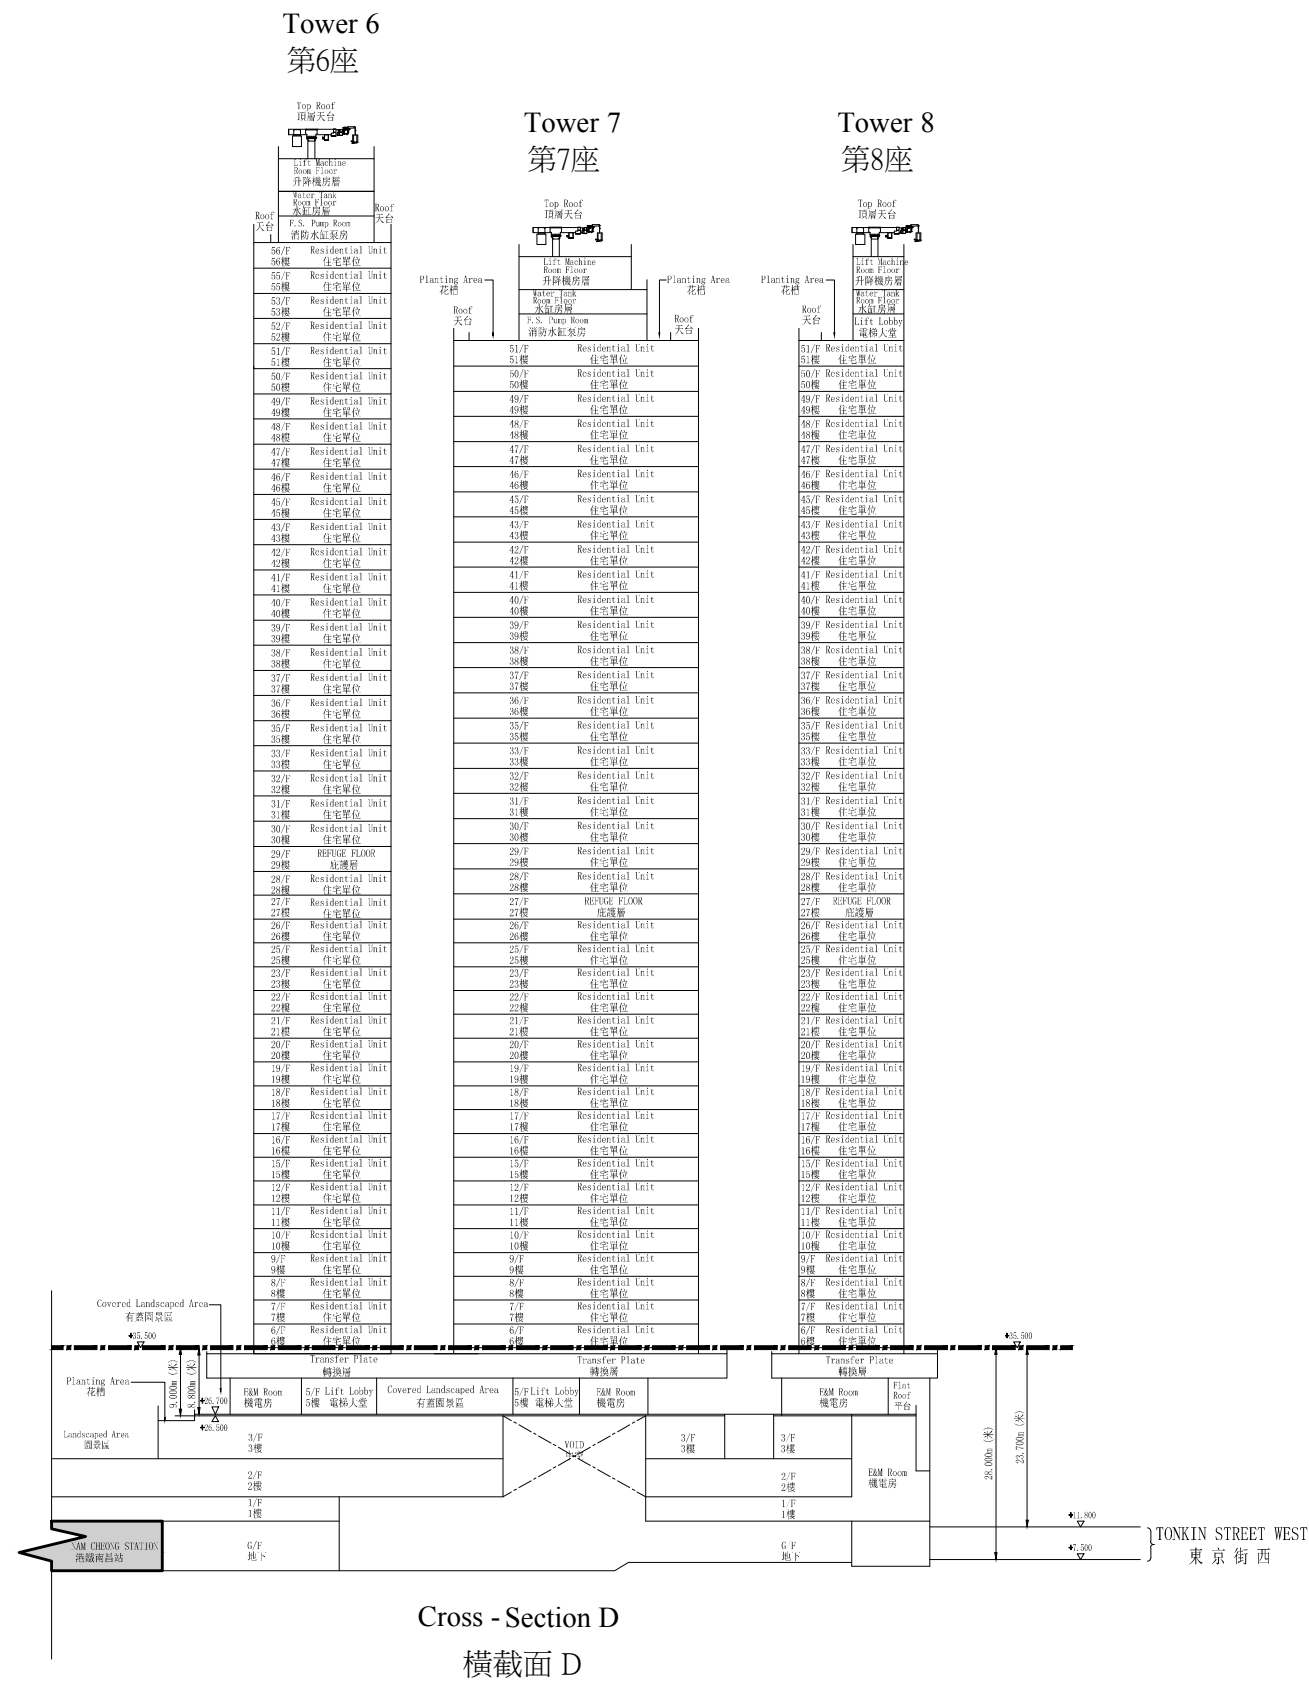 Tower 6
第6座
Top Roof
頂層天台
Lift Machine
Room Floor
升降機房層
Water Tank
Room Floor
水缸房層
Roof
天台
F.S. Pump Room
消防水缸泵房
Roof
天台
56/F Residential Unit
56樓 住宅單位
55/F Residential Unit
55樓 住宅單位
53/F Residential Unit
53樓 住宅單位
52/F Residential Unit
52樓 住宅單位
51/F Residential Unit
51樓 住宅單位
50/F Residential Unit
50樓 住宅單位
49/F Residential Unit
49樓 住宅單位
48/F Residential Unit
48樓 住宅單位
47/F Residential Unit
47樓 住宅單位
46/F Residential Unit
46樓 住宅單位
45/F Residential Unit
45樓 住宅單位
43/F Residential Unit
43樓 住宅單位
42/F Residential Unit
42樓 住宅單位
41/F Residential Unit
41樓 住宅單位
40/F Residential Unit
40樓 住宅單位
39/F Residential Unit
39樓 住宅單位
38/F Residential Unit
38樓 住宅單位
37/F Residential Unit
37樓 住宅單位
36/F Residential Unit
36樓 住宅單位
35/F Residential Unit
35樓 住宅單位
33/F Residential Unit
33樓 住宅單位
32/F Residential Unit
32樓 住宅單位
31/F Residential Unit
31樓 住宅單位
30/F Residential Unit
30樓 住宅單位
29/F REFUGE FLOOR
29樓 庇護層
28/F Residential Unit
28樓 住宅單位
27/F Residential Unit
27樓 住宅單位
26/F Residential Unit
26樓 住宅單位
25/F Residential Unit
25樓 住宅單位
23/F Residential Unit
23樓 住宅單位
22/F Residential Unit
22樓 住宅單位
21/F Residential Unit
21樓 住宅單位
20/F Residential Unit
20樓 住宅單位
19/F Residential Unit
19樓 住宅單位
18/F Residential Unit
18樓 住宅單位
17/F Residential Unit
17樓 住宅單位
16/F Residential Unit
16樓 住宅單位
15/F Residential Unit
15樓 住宅單位
12/F Residential Unit
12樓 住宅單位
11/F Residential Unit
11樓 住宅單位
10/F Residential Unit
10樓 住宅單位
9/F Residential Unit
9樓 住宅單位
8/F Residential Unit
8樓 住宅單位
7/F Residential Unit
7樓 住宅單位
6/F Residential Unit
6樓 住宅單位
Tower 7
第7座
Top Roof
頂層天台
Lift Machine
Room Floor
升降機房層
Planting Area
花槽
Planting Area
花槽
Water Tank
Room Floor
水缸房層
Roof
天台
F.S. Pump Room
消防水缸泵房
Roof
天台
51/F Residential Unit
51樓 住宅單位
50/F Residential Unit
50樓 住宅單位
49/F Residential Unit
49樓 住宅單位
48/F Residential Unit
48樓 住宅單位
47/F Residential Unit
47樓 住宅單位
46/F Residential Unit
46樓 住宅單位
45/F Residential Unit
45樓 住宅單位
43/F Residential Unit
43樓 住宅單位
42/F Residential Unit
42樓 住宅單位
41/F Residential Unit
41樓 住宅單位
40/F Residential Unit
40樓 住宅單位
39/F Residential Unit
39樓 住宅單位
38/F Residential Unit
38樓 住宅單位
37/F Residential Unit
37樓 住宅單位
36/F Residential Unit
36樓 住宅單位
35/F Residential Unit
35樓 住宅單位
33/F Residential Unit
33樓 住宅單位
32/F Residential Unit
32樓 住宅單位
31/F Residential Unit
31樓 住宅單位
30/F Residential Unit
30樓 住宅單位
29/F Residential Unit
29樓 住宅單位
28/F Residential Unit
28樓 住宅單位
27/F REFUGE FLOOR
27樓 庇護層
26/F Residential Unit
26樓 住宅單位
25/F Residential Unit
25樓 住宅單位
23/F Residential Unit
23樓 住宅單位
22/F Residential Unit
22樓 住宅單位
21/F Residential Unit
21樓 住宅單位
20/F Residential Unit
20樓 住宅單位
19/F Residential Unit
19樓 住宅單位
18/F Residential Unit
18樓 住宅單位
17/F Residential Unit
17樓 住宅單位
16/F Residential Unit
16樓 住宅單位
15/F Residential Unit
15樓 住宅單位
12/F Residential Unit
12樓 住宅單位
11/F Residential Unit
11樓 住宅單位
10/F Residential Unit
10樓 住宅單位
9/F Residential Unit
9樓 住宅單位
8/F Residential Unit
8樓 住宅單位
7/F Residential Unit
7樓 住宅單位
6/F Residential Unit
6樓 住宅單位
Tower 8
第8座
Top Roof
頂層天台
Lift Machine
Room Floor
升降機房層
Planting Area
花槽
Water Tank
Room Floor
水缸房層
Roof
天台
Lift Lobby
電梯大堂
51/F Residential Unit
51樓 住宅單位
50/F Residential Unit
50樓 住宅單位
49/F Residential Unit
49樓 住宅單位
48/F Residential Unit
48樓 住宅單位
47/F Residential Unit
47樓 住宅單位
46/F Residential Unit
46樓 住宅單位
45/F Residential Unit
45樓 住宅單位
43/F Residential Unit
43樓 住宅單位
42/F Residential Unit
42樓 住宅單位
41/F Residential Unit
41樓 住宅單位
40/F Residential Unit
40樓 住宅單位
39/F Residential Unit
39樓 住宅單位
38/F Residential Unit
38樓 住宅單位
37/F Residential Unit
37樓 住宅單位
36/F Residential Unit
36樓 住宅單位
35/F Residential Unit
35樓 住宅單位
33/F Residential Unit
33樓 住宅單位
32/F Residential Unit
32樓 住宅單位
31/F Residential Unit
31樓 住宅單位
30/F Residential Unit
30樓 住宅單位
29/F Residential Unit
29樓 住宅單位
28/F Residential Unit
28樓 住宅單位
27/F REFUGE FLOOR
27樓 庇護層
26/F Residential Unit
26樓 住宅單位
25/F Residential Unit
25樓 住宅單位
23/F Residential Unit
23樓 住宅單位
22/F Residential Unit
22樓 住宅單位
21/F Residential Unit
21樓 住宅單位
20/F Residential Unit
20樓 住宅單位
19/F Residential Unit
19樓 住宅單位
18/F Residential Unit
18樓 住宅單位
17/F Residential Unit
17樓 住宅單位
16/F Residential Unit
16樓 住宅單位
15/F Residential Unit
15樓 住宅單位
12/F Residential Unit
12樓 住宅單位
11/F Residential Unit
11樓 住宅單位
10/F Residential Unit
10樓 住宅單位
9/F Residential Unit
9樓 住宅單位
8/F Residential Unit
8樓 住宅單位
7/F Residential Unit
7樓 住宅單位
6/F Residential Unit
6樓 住宅單位
Covered Landscaped Area
有蓋園景區
+35.500
+35.500
Transfer Plate
轉換層
Transfer Plate
轉換層
Transfer Plate
轉換層
Planting Area
花槽
9.000m (米)
8.800m (米)
+26.700
+26.500
E&M Room
機電房
5/F Lift Lobby
5樓 電梯大堂
Covered Landscaped Area
有蓋園景區
5/F Lift Lobby
5樓 電梯大堂
E&M Room
機電房
E&M Room
機電房
Flat
Roof
平台
Landscaped Area
園景區
3/F
3樓
VOID
3/F
3樓
3/F
3樓
2/F
2樓
2/F
2樓
E&M Room
機電房
1/F
1樓
1/F
1樓
NAM CHEONG STATION
港鐵南昌站
G/F
地下
G F
地下
28.000m (米)
23.700m (米)
+11.800
+7.500
TONKIN STREET WEST
東京街西
Cross - Section D
橫截面 D